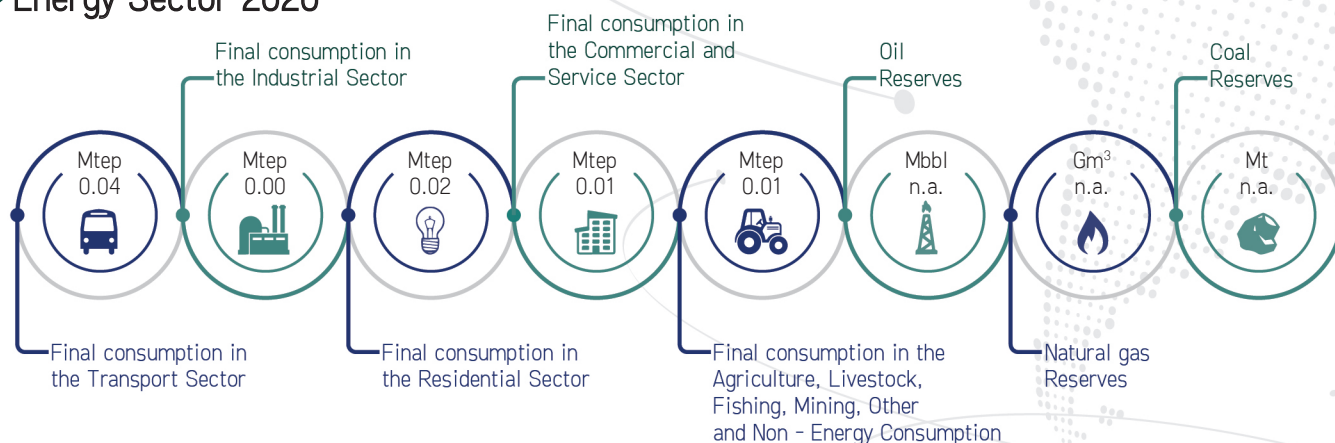 Energy Sector 2020
Final consumption in
the Industrial Sector
Final consumption in
the Commercial and
Service Sector
Oil
Reserves
Coal
Reserves
Mtep
0.04
Mtep
0.00
Mtep
0.02
Mtep
0.01
Mtep
0.01
Mbbl
n.a.
Gm³
n.a.
Mt
n.a.
Final consumption in
the Transport Sector
Final consumption in
the Residential Sector
Final consumption in the
Agriculture, Livestock,
Fishing, Mining, Other
and Non - Energy Consumption
Natural gas
Reserves